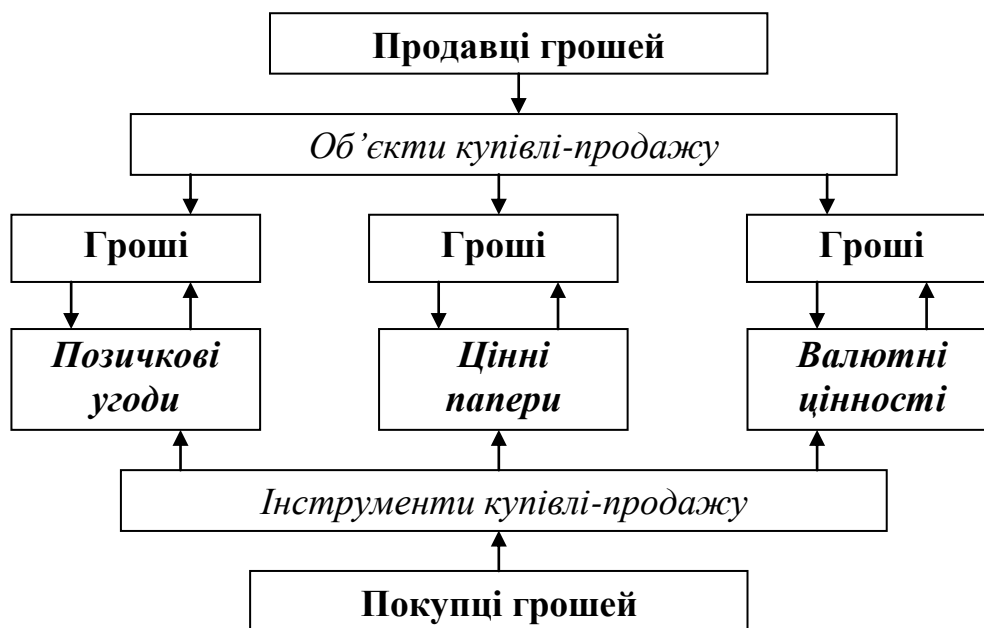 Продавці грошей
Об’єкти купівлі-продажу
Гроші
Гроші
Гроші
Позичкові
угоди
Цінні
папери
Валютні
цінності
Інструменти купівлі-продажу
Покупці грошей